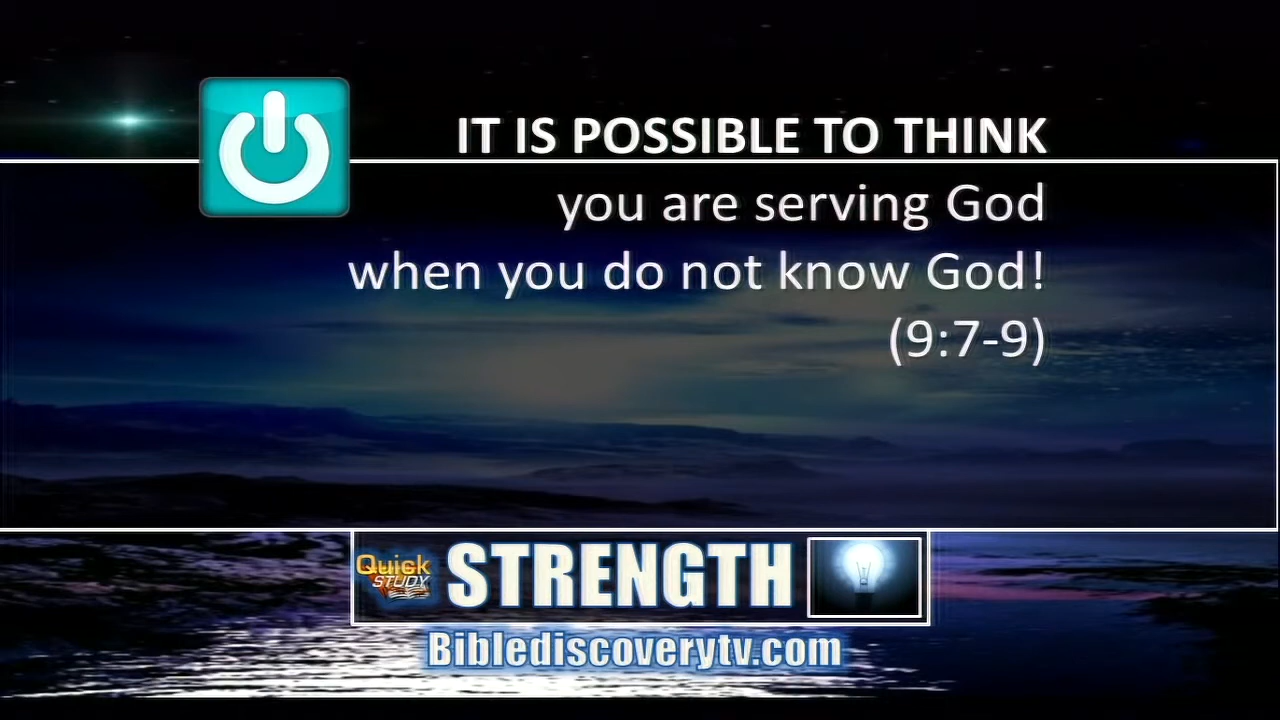 IT IS POSSIBLE TO THINK
you are serving God
when you do not know God!
(9:7-9)
Quick
STUDY
STRENGTH
Biblediscoverytv.com